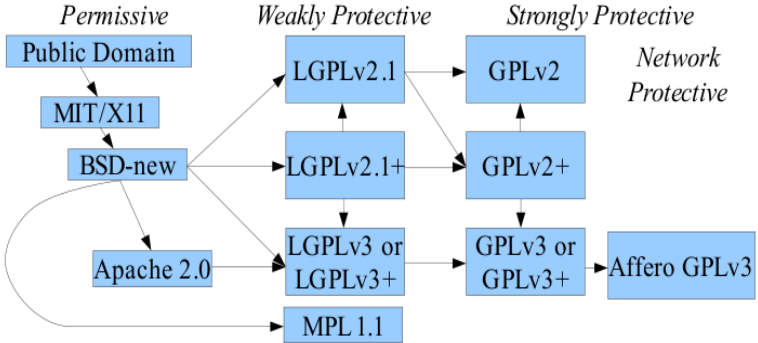 Permissive
Weakly Protective
Strongly Protective
Network
Protective
Public Domain
MIT/X11
BSD-new
Apache 2.0
LGPLv2.1
LGPLv2.1+
LGPLv3 or
LGPLv3+
MPL 1.1
GPLv2
GPLv2+
GPLv3 or
GPLv3+
Affero GPLv3